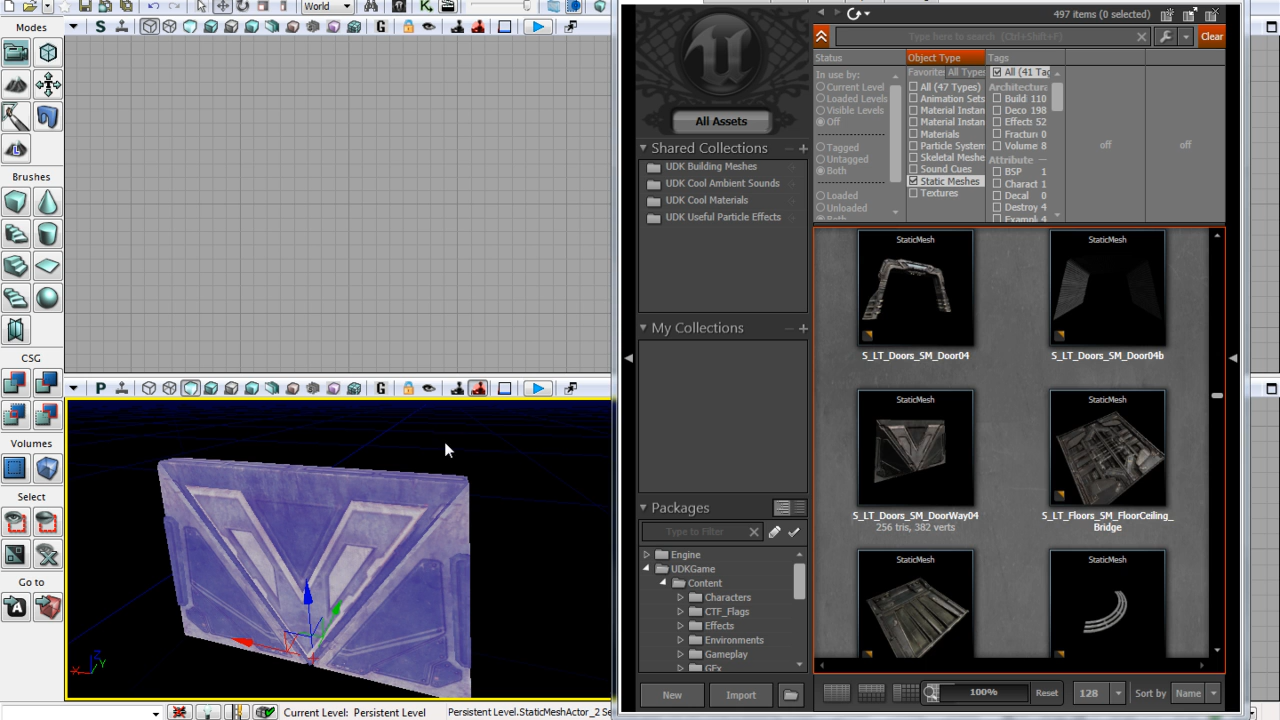 Modes
World
Brushes
CSG
Volumes
Select
Go to
S
G
P
G
K
Current Level: Persistent Level
Persistent Level.StaticMeshActor_2 Se
X
Z
Y
All Assets
Shared Collections
UDK Building Meshes
UDK Cool Ambient Sounds
UDK Cool Materials
UDK Useful Particle Effects
My Collections
Packages
Type to Filter
Engine
UDKGame
Content
Characters
CTF_Flags
Effects
Environments
Gameplay
GFx
New
Import
497 items (0 selected)
Type here to search (Ctrl+Shift+F)
Clear
Status
Object Type
Tags
In use by:
Current Level
Loaded Levels
Visible Levels
Off
Tagged
Untagged
Both
Loaded
Unloaded
Both
Favorites
All Types
All (47 Types)
Animation Sets
Material Instan
Material Instan
Materials
Particle System
Skeletal Meshe
Sound Cues
Static Meshes
Textures
All (41 Tag
Architectura
Build 110
Deco 198
Effects 52
Fractur 0
Volume 8
Attribute
BSP 1
Charact 1
Decal 0
Destroy 4
Exampl 4
off
off
StaticMesh
S_LT_Doors_SM_Door04
StaticMesh
S_LT_Doors_SM_Door04b
StaticMesh
S_LT_Doors_SM_DoorWay04
256 tris, 382 verts
StaticMesh
S_LT_Floors_SM_FloorCeiling_
Bridge
StaticMesh
StaticMesh
100%
Reset
128
Sort by
Name